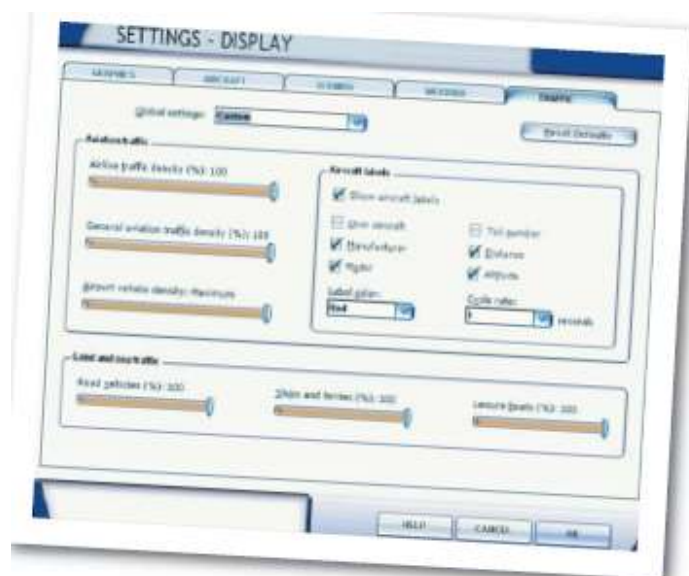 SETTINGS - DISPLAY
GRAPHICS AIRCRAFT SCENERY WEATHER TRAFFIC
Global settings: Custom
Reset Defaults
Aviation traffic
Airline traffic density (%): 100
General aviation traffic density (%): 100
Airport vehicle density: Maximum
Aircraft labels
Show aircraft labels
Tail number
Manufacturer
Distance
Model
Altitude
Label color:
Cycle rate:
Red
seconds
Land and sea traffic
Road vehicles (%): 100
Ships and ferries (%): 100
Leisure boats (%): 100
HELP CANCEL OK